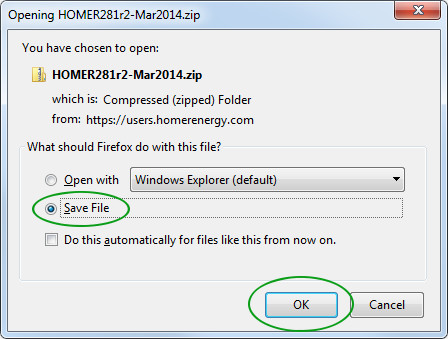 Opening HOMER281r2-Mar2014.zip
You have chosen to open:
HOMER281r2-Mar2014.zip
which is: Compressed (zipped) Folder
from: https://users.homerenergy.com
What should Firefox do with this file?
Open with Windows Explorer (default)
Save File
Do this automatically for files like this from now on.
OK Cancel